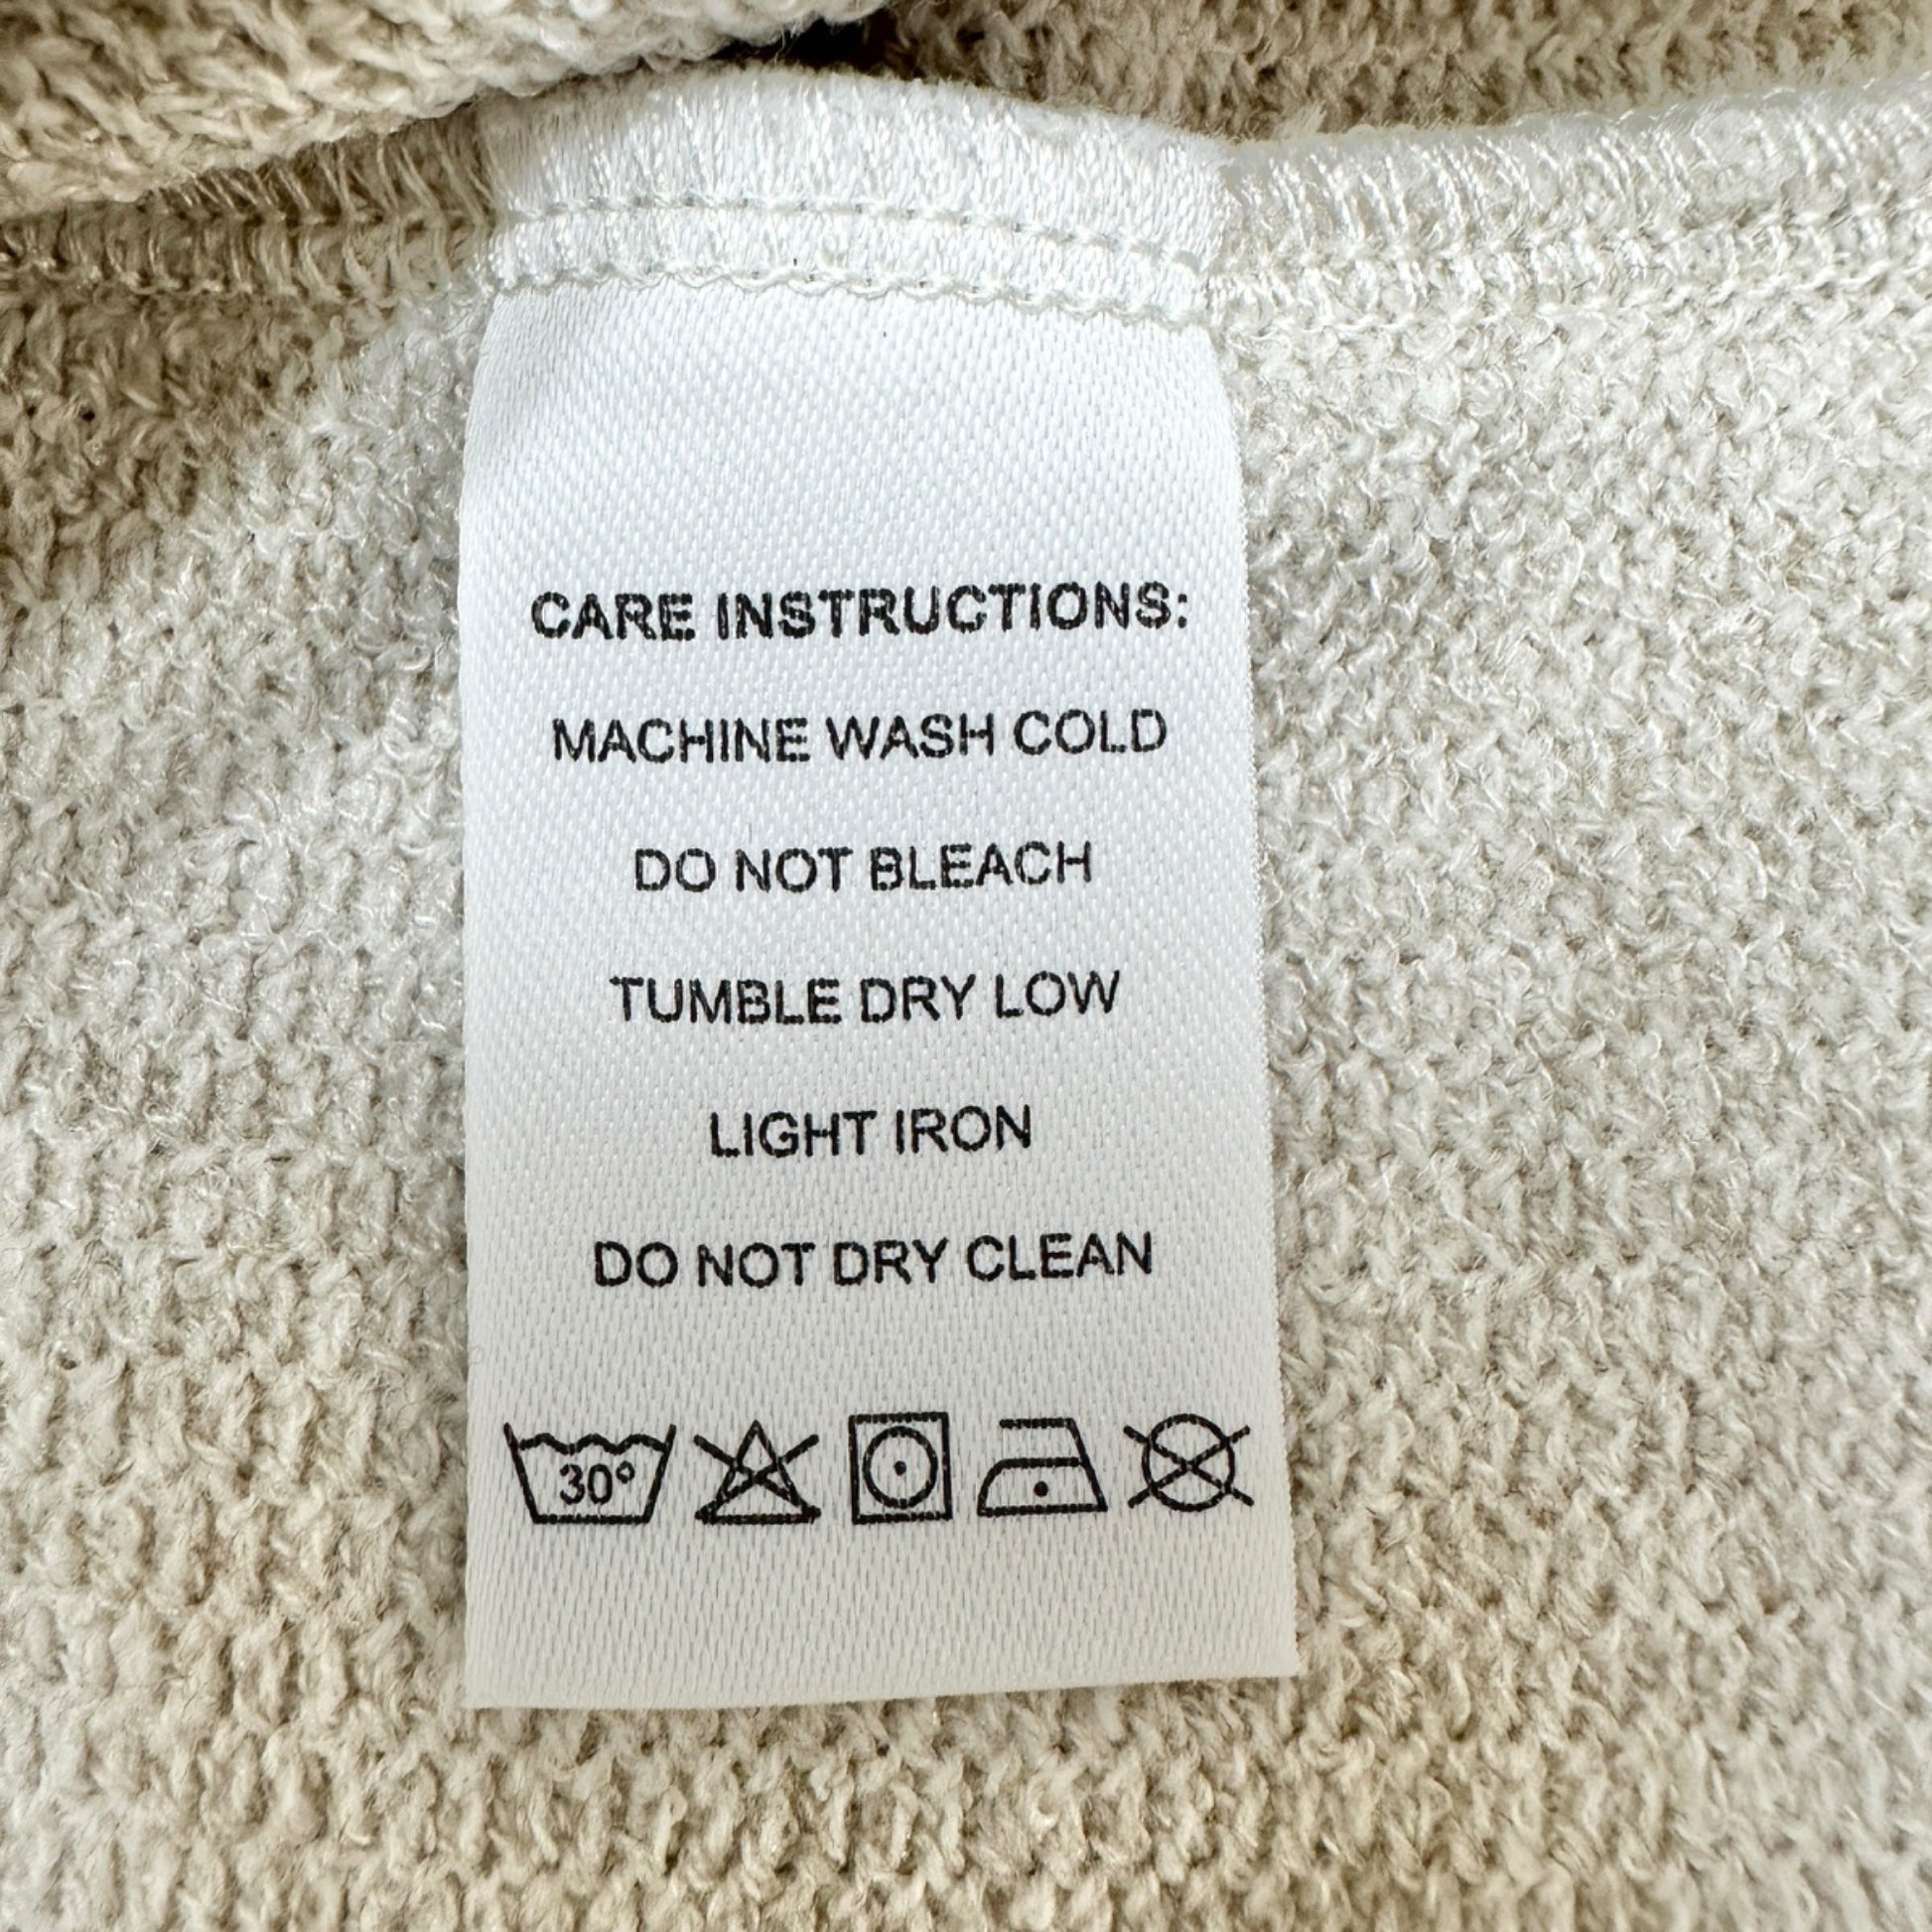 CARE INSTRUCTIONS:
MACHINE WASH COLD
DO NOT BLEACH
TUMBLE DRY LOW
LIGHT IRON
DO NOT DRY CLEAN
30°